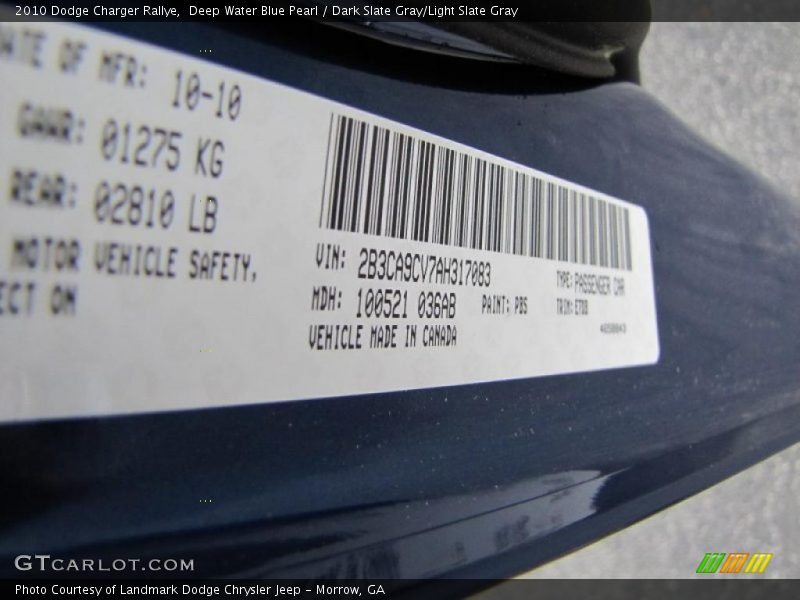 2010 Dodge Charger Rallye, Deep Water Blue Pearl / Dark Slate Gray/Light Slate Gray
ATE OF MFR: 10-10
GAWR: 01275 KG
REAR: 02810 LB
MOTOR VEHICLE SAFETY,
ECT ON
VIN: 2B3CA9CV7AH317083
TYPE: PASSENGER CAR
MDH: 100521 036AB PAINT: PBS
TRIM:
VEHICLE MADE IN CANADA
GTCARLOT.COM
Photo Courtesy of Landmark Dodge Chrysler Jeep – Morrow, GA